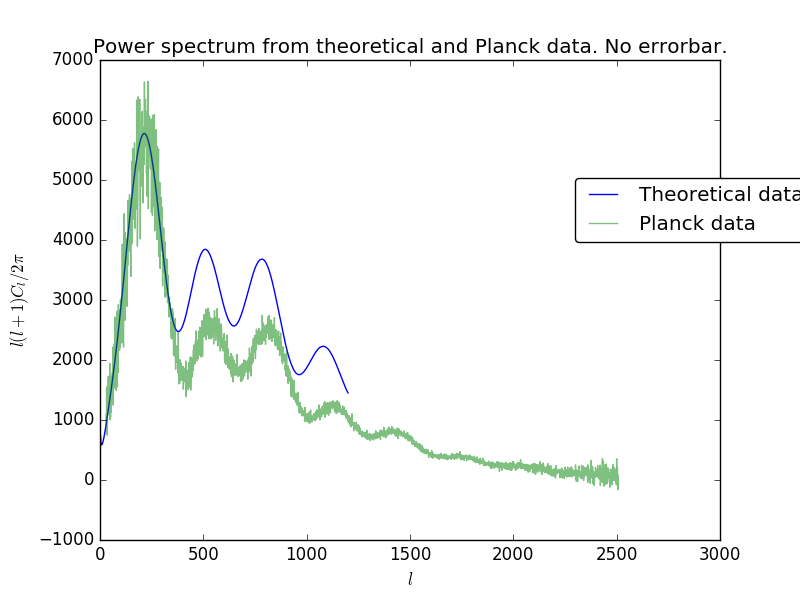 Power spectrum from theoretical and Planck data. No errorbar.
7000
6000
5000
4000
3000
2000
1000
0
−1000
l(l+1)C_l/2π
Theoretical data
Planck data
0 500 1000 1500 2000 2500 3000
l